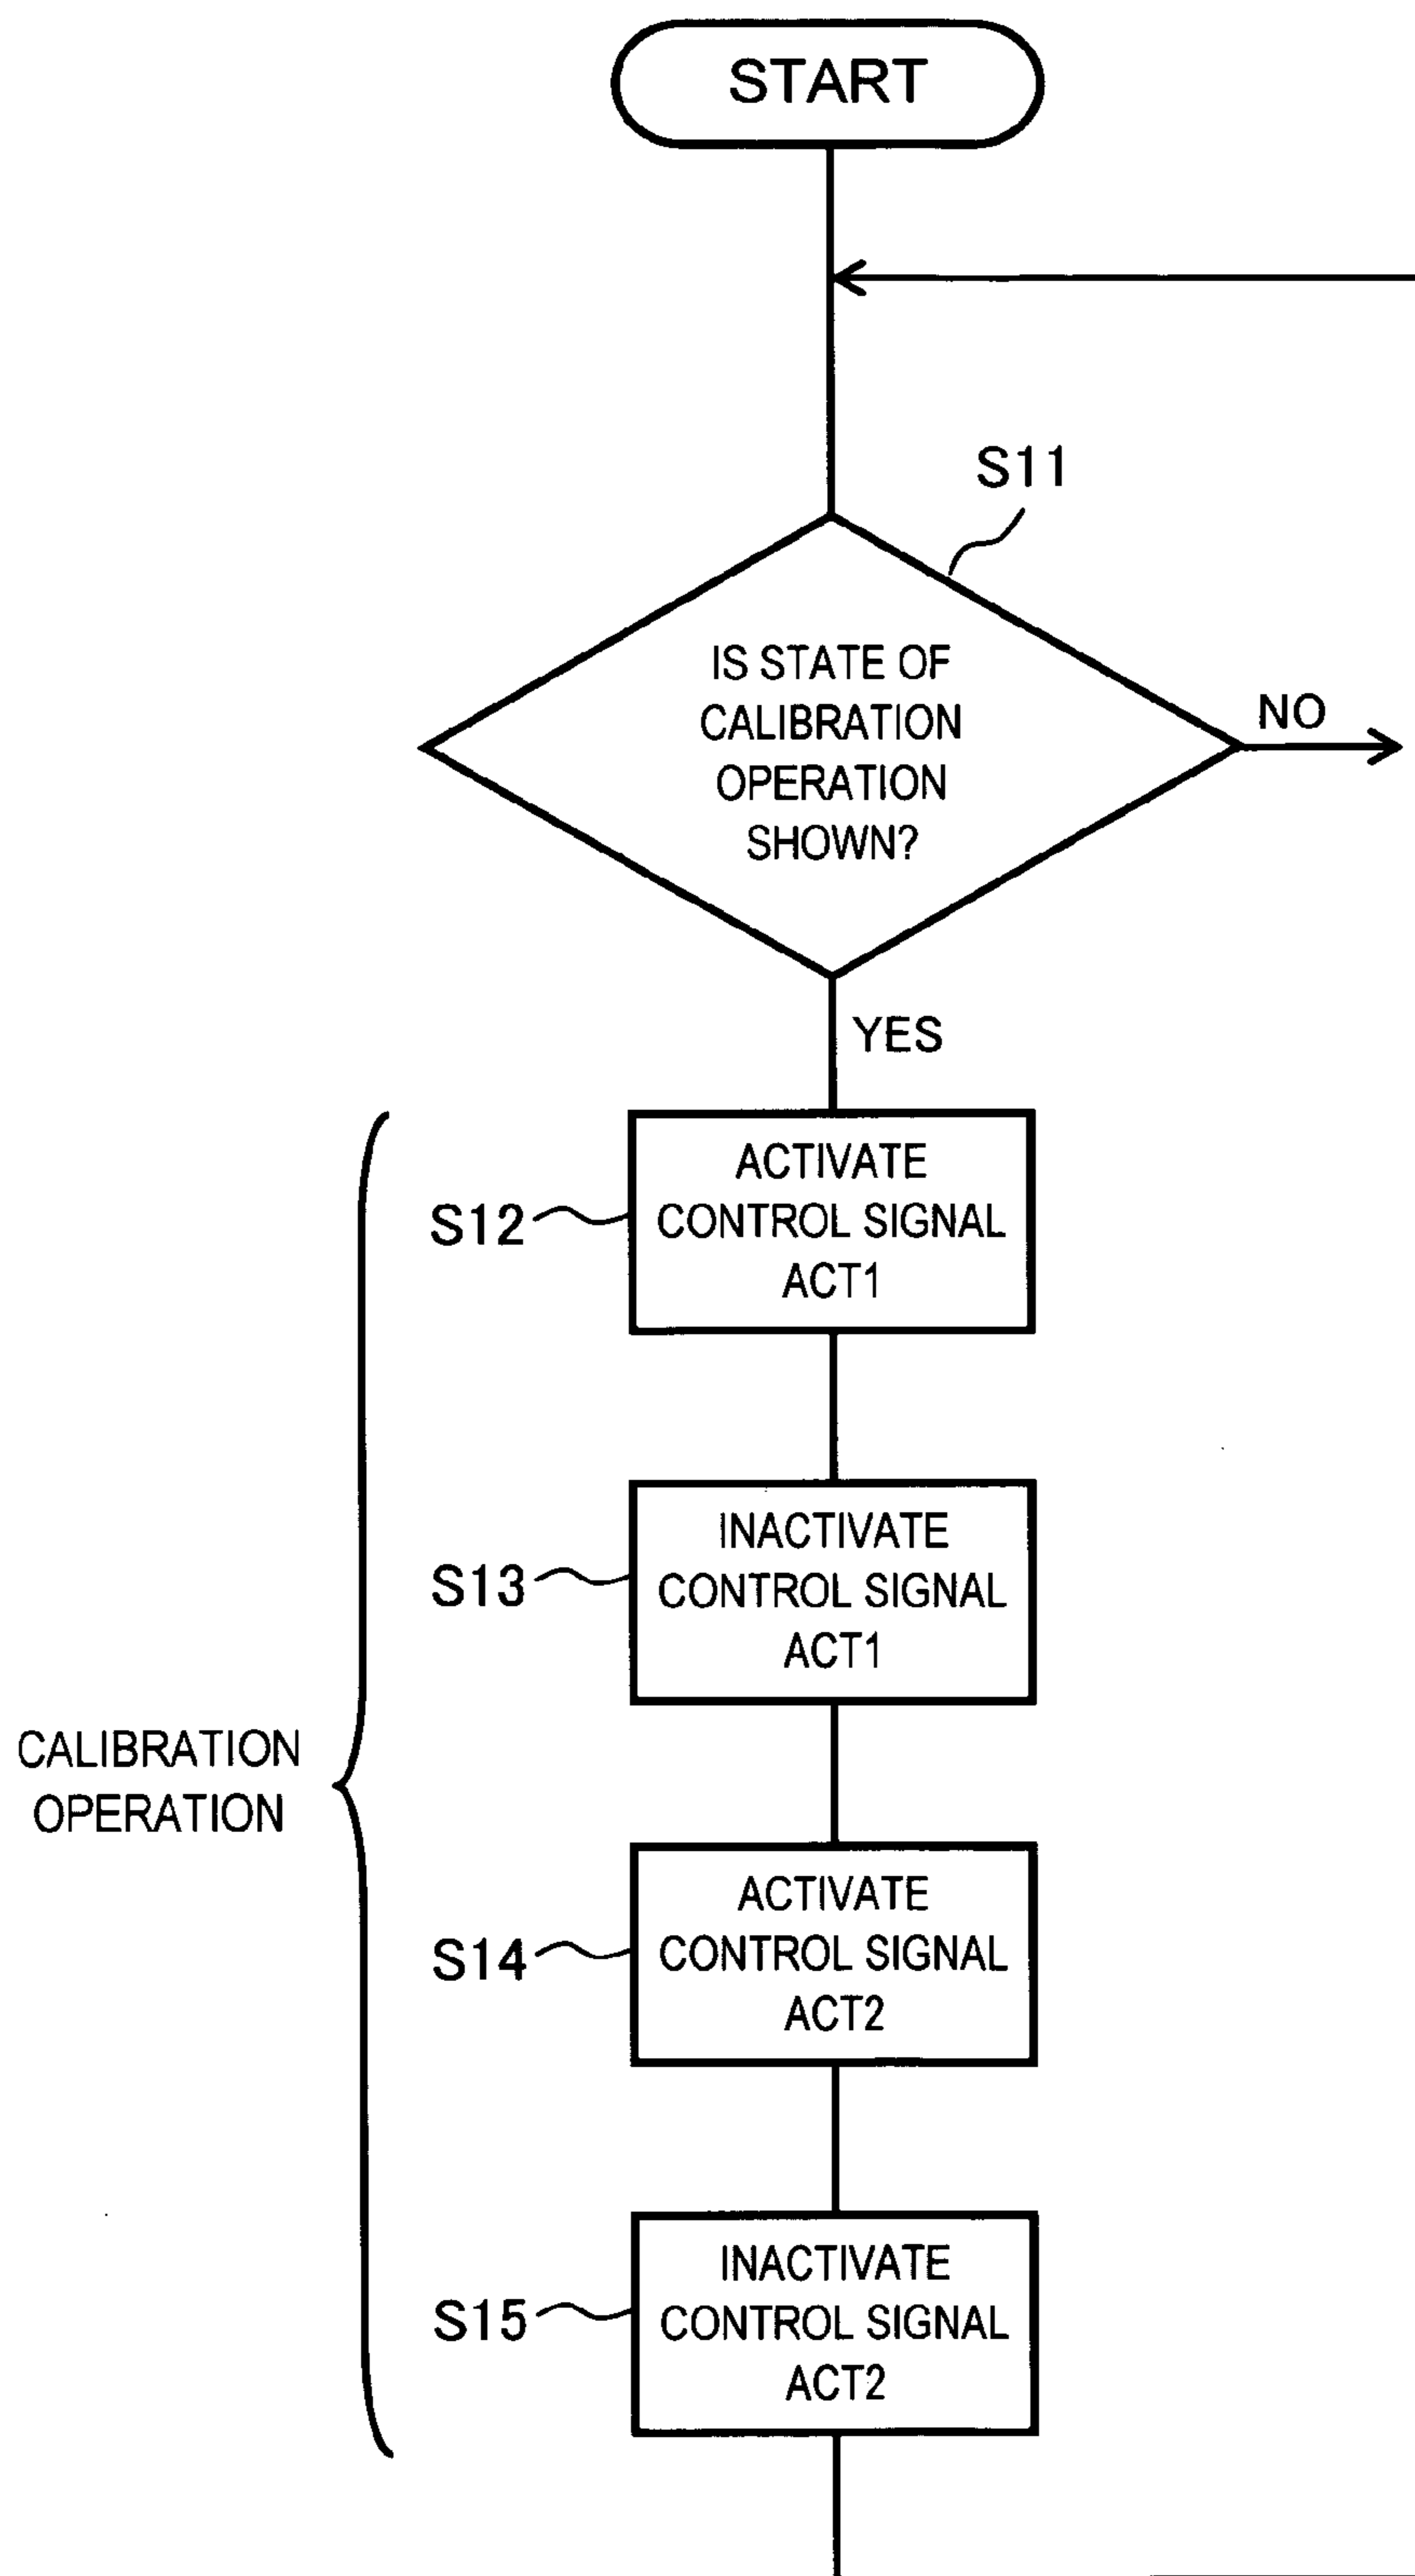 START
S11
IS STATE OF
CALIBRATION
OPERATION
SHOWN?
NO
YES
S12
ACTIVATE
CONTROL SIGNAL
ACT1
S13
INACTIVATE
CONTROL SIGNAL
ACT1
CALIBRATION
OPERATION
S14
ACTIVATE
CONTROL SIGNAL
ACT2
S15
INACTIVATE
CONTROL SIGNAL
ACT2